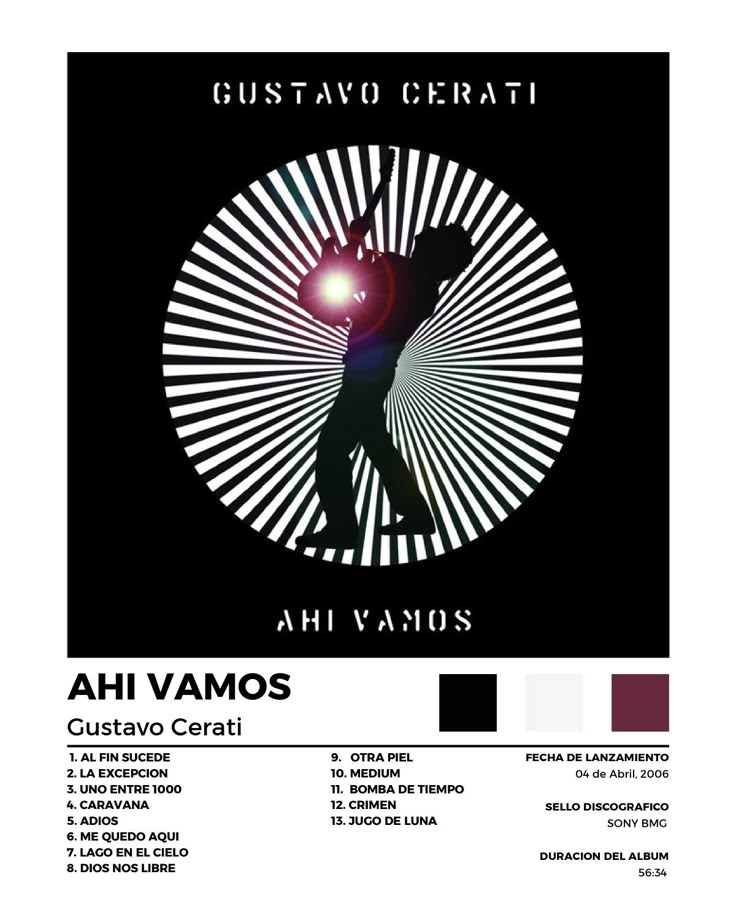 GUSTAVO CERATI
AHI VAMOS
AHI VAMOS
Gustavo Cerati
1. AL FIN SUCEDE
2. LA EXCEPCION
3. UNO ENTRE 1000
4. CARAVANA
5. ADIOS
6. ME QUEDO AQUI
7. LAGO EN EL CIELO
8. DIOS NOS LIBRE
9. OTRA PIEL
10. MEDIUM
11. BOMBA DE TIEMPO
12. CRIMEN
13. JUGO DE LUNA
FECHA DE LANZAMIENTO
04 de Abril, 2006
SELLO DISCOGRAFICO
SONY BMG
DURACION DEL ALBUM
56:34